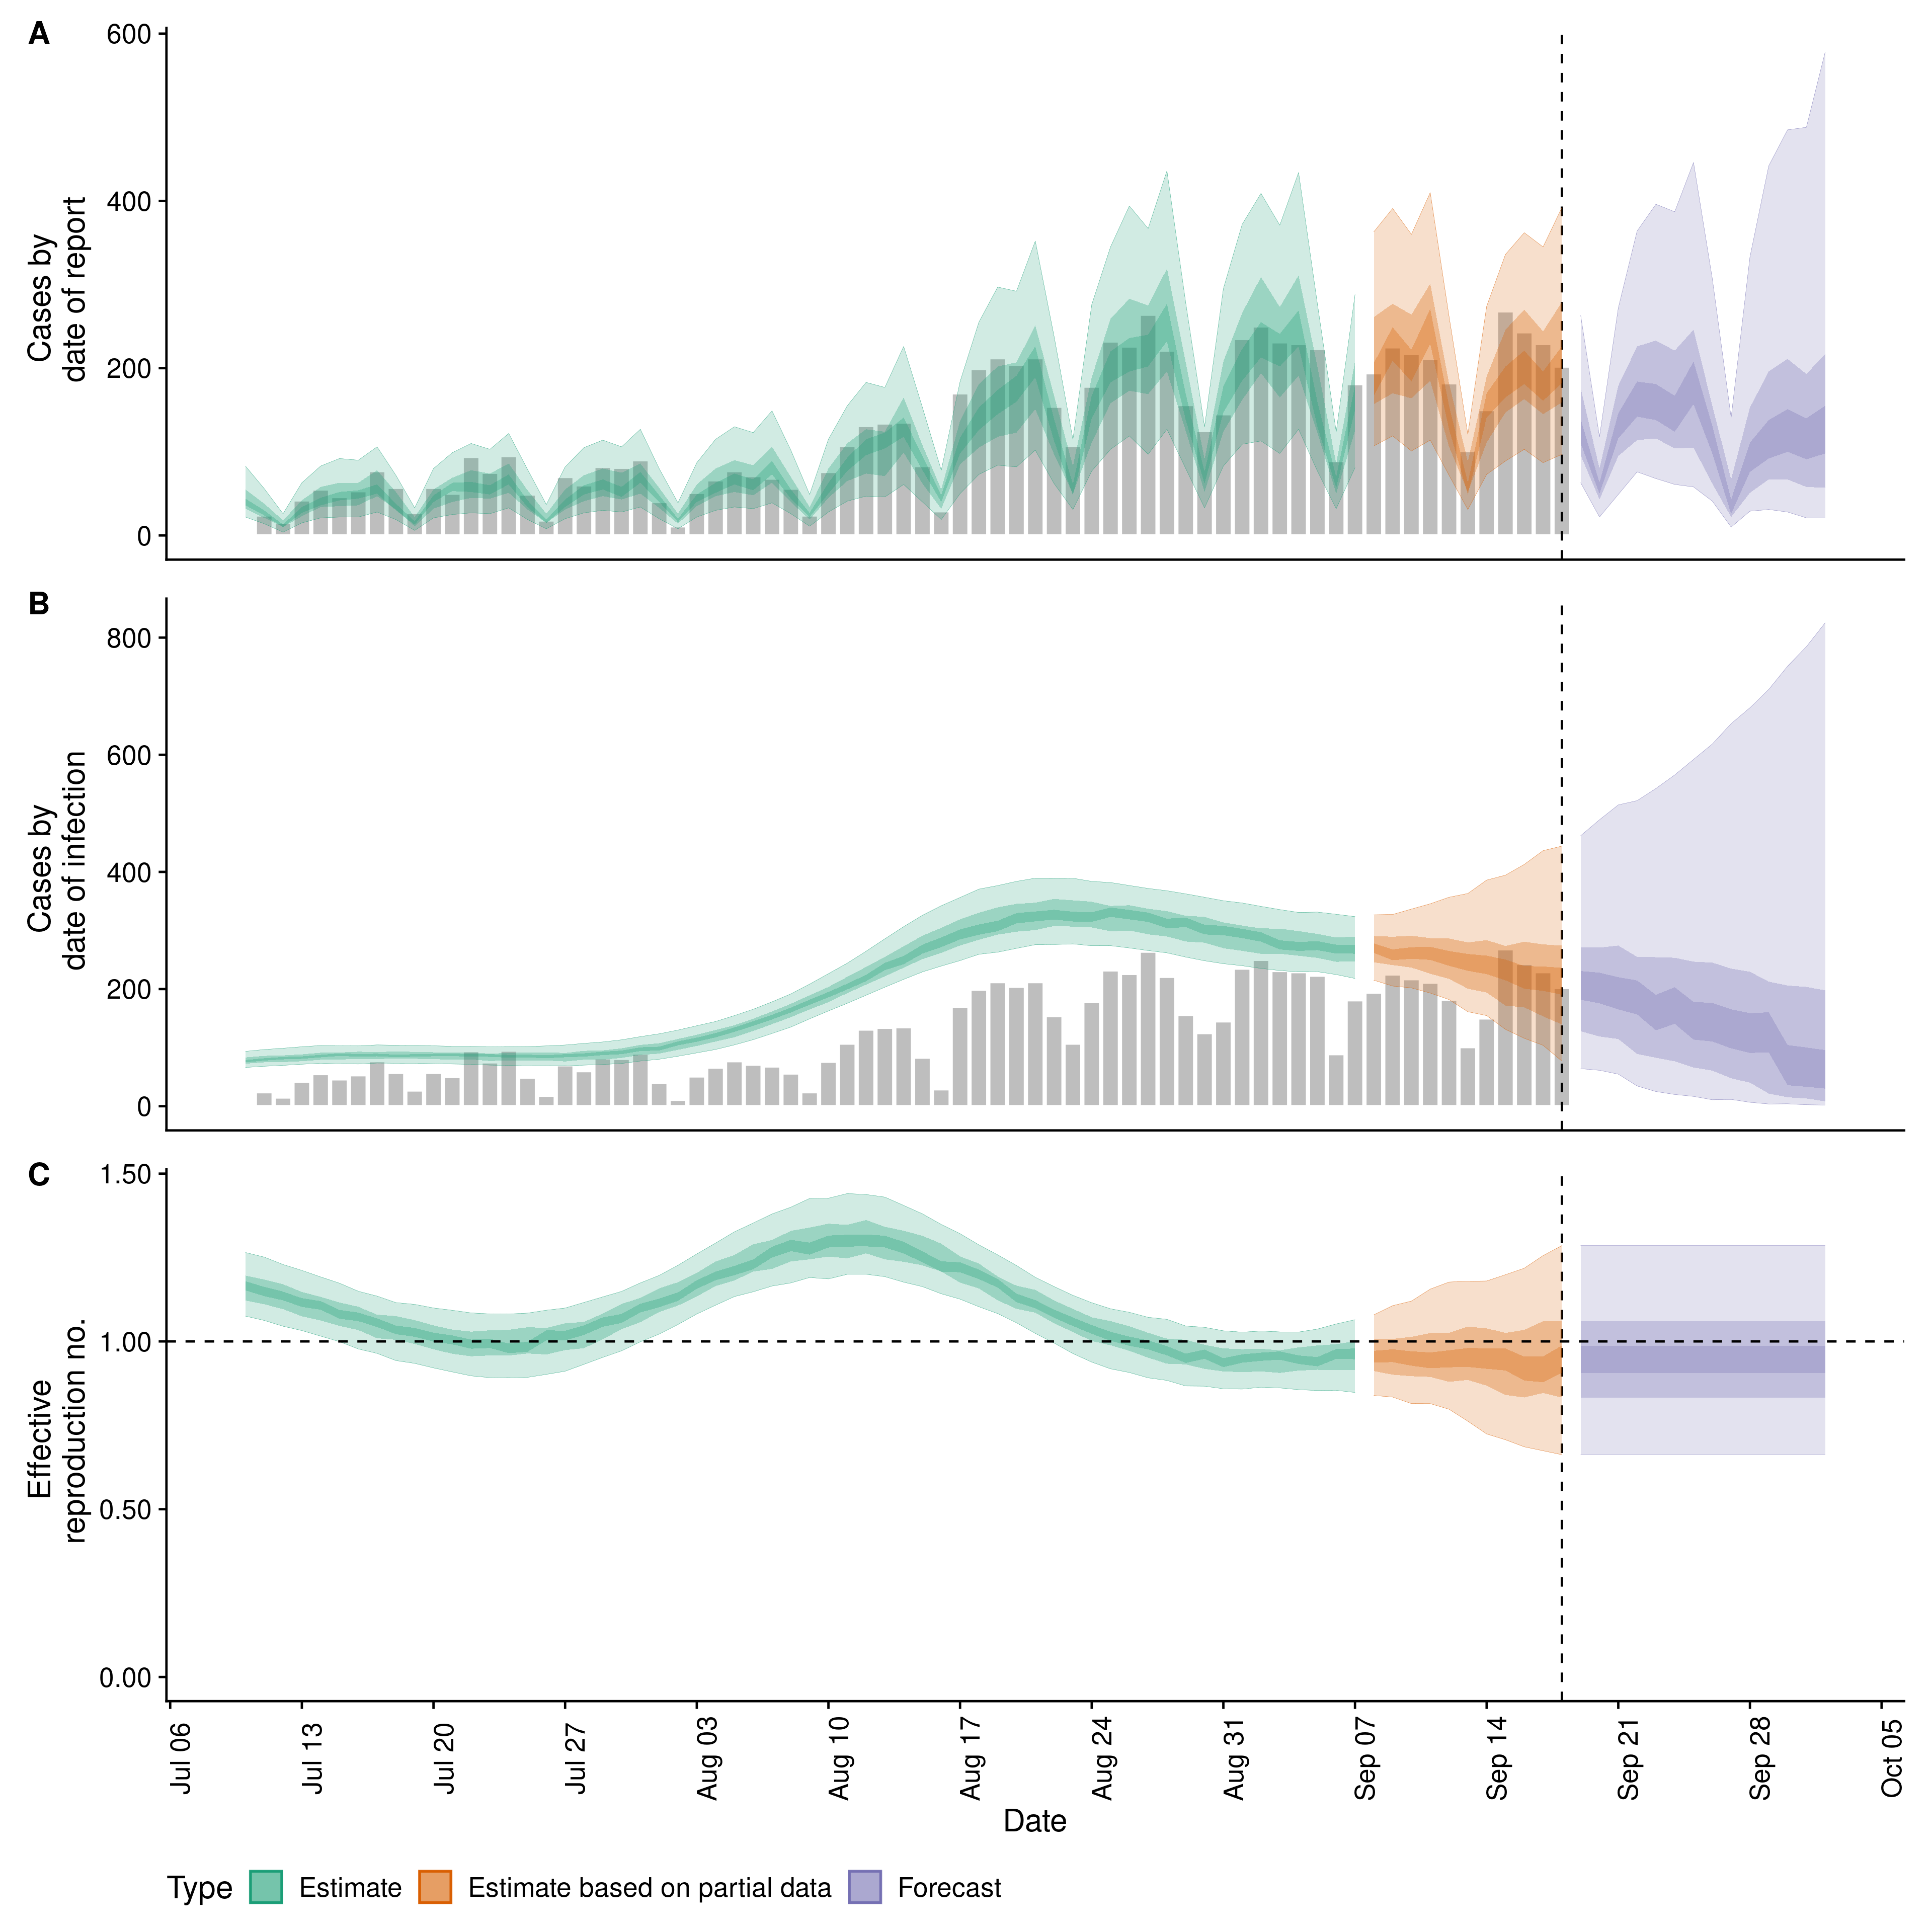 A
600
400
200
0
Cases by
date of report
B
800
600
400
200
0
Cases by
date of infection
C
1.50
1.00
0.50
0.00
Effective
reproduction no.
Jul 06
Jul 13
Jul 20
Jul 27
Aug 03
Aug 10
Aug 17
Aug 24
Aug 31
Sep 07
Sep 14
Sep 21
Sep 28
Oct 05
Date
Type Estimate Estimate based on partial data Forecast